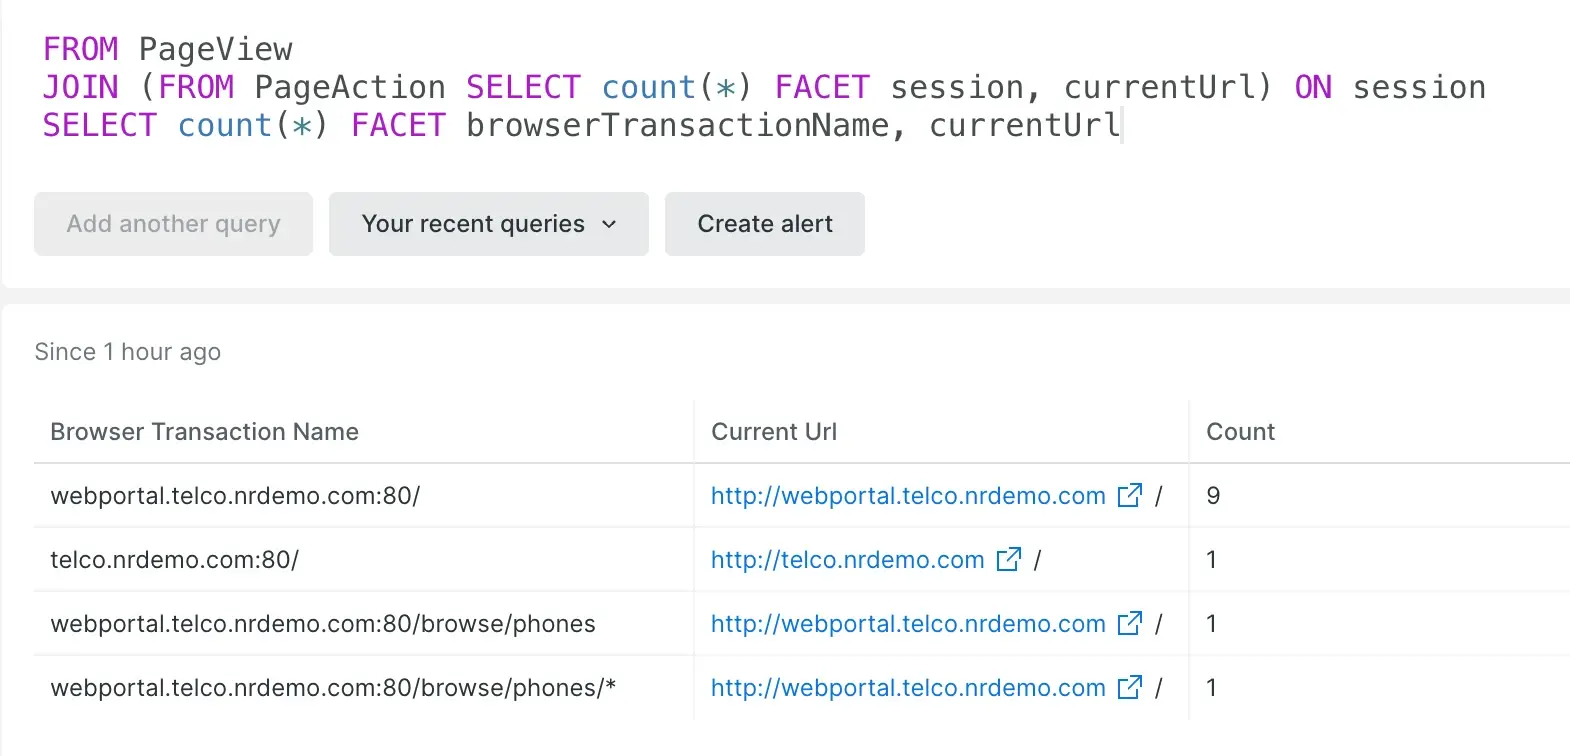 FROM PageView
JOIN (FROM PageAction SELECT count(*) FACET session, currentUrl) ON session
SELECT count(*) FACET browserTransactionName, currentUrl
Add another query Your recent queries Create alert
Since 1 hour ago
Browser Transaction Name Current Url Count
webportal.telco.nrdemo.com:80/ http://webportal.telco.nrdemo.com / 9
telco.nrdemo.com:80/ http://telco.nrdemo.com / 1
webportal.telco.nrdemo.com:80/browse/phones http://webportal.telco.nrdemo.com / 1
webportal.telco.nrdemo.com:80/browse/phones/* http://webportal.telco.nrdemo.com / 1